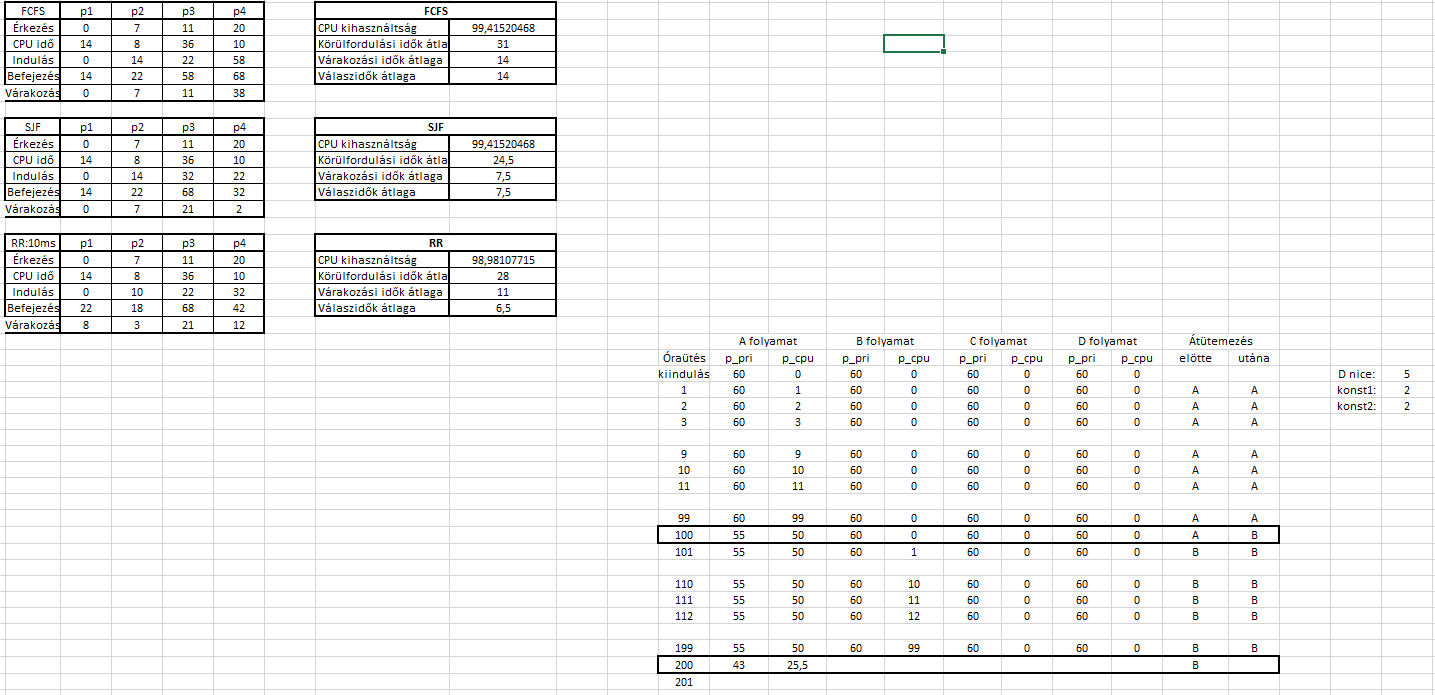 FCFS p1 p2 p3 p4
Érkezés 0 7 11 20
CPU idő 14 8 36 10
Indulás 0 14 22 58
Befejezés 14 22 58 68
Várakozás 0 7 11 38
FCFS
CPU kihasználtság 99,41520468
Körülfordulási idők átla 31
Várakozási idők átlaga 14
Válaszidők átlaga 14
SJF p1 p2 p3 p4
Érkezés 0 7 11 20
CPU idő 14 8 36 10
Indulás 0 14 32 22
Befejezés 14 22 68 32
Várakozás 0 7 21 2
SJF
CPU kihasználtság 99,41520468
Körülfordulási idők átla 24,5
Várakozási idők átlaga 7,5
Válaszidők átlaga 7,5
RR:10ms p1 p2 p3 p4
Érkezés 0 7 11 20
CPU idő 14 8 36 10
Indulás 0 10 22 32
Befejezés 22 18 68 42
Várakozás 8 3 21 12
RR
CPU kihasználtság 98,98107715
Körülfordulási idők átla 28
Várakozási idők átlaga 11
Válaszidők átlaga 6,5
A folyamat B folyamat C folyamat D folyamat Átütemezés
Óraütés p_pri p_cpu p_pri p_cpu p_pri p_cpu p_pri p_cpu elötte utána
kiindulás 60 0 60 0 60 0 60 0
1 60 1 60 0 60 0 60 0 A A
2 60 2 60 0 60 0 60 0 A A
3 60 3 60 0 60 0 60 0 A A
9 60 9 60 0 60 0 60 0 A A
10 60 10 60 0 60 0 60 0 A A
11 60 11 60 0 60 0 60 0 A A
99 60 99 60 0 60 0 60 0 A A
100 55 50 60 0 60 0 60 0 A B
101 55 50 60 1 60 0 60 0 B B
110 55 50 60 10 60 0 60 0 B B
111 55 50 60 11 60 0 60 0 B B
112 55 50 60 12 60 0 60 0 B B
199 55 50 60 99 60 0 60 0 B B
200 43 25,5 B
201
D nice: 5
konst1: 2
konst2: 2